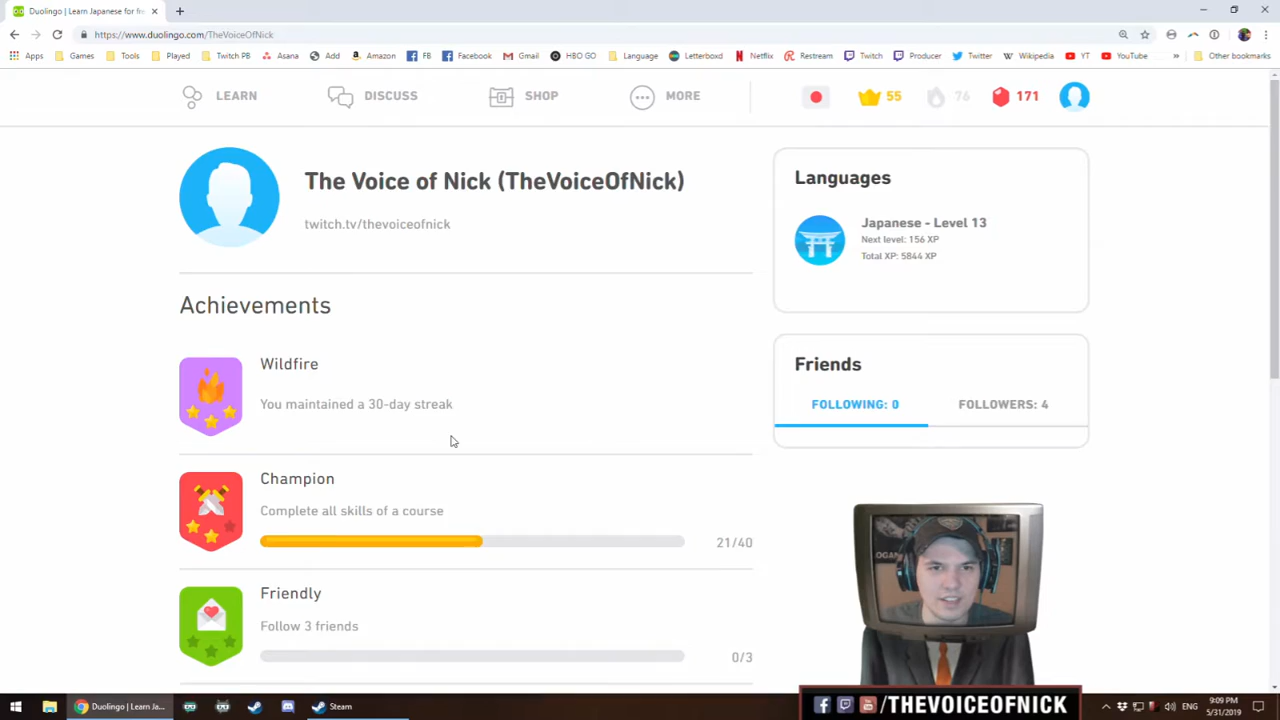 Duolingo | Learn Japanese for fre
https://www.duolingo.com/TheVoiceOfNick
Apps Games Tools Played Twitch PB Asana Add Amazon FB Facebook Gmail HBO GO Language Letterboxd Netflix Restream Twitch Producer Twitter Wikipedia YT YouTube » Other bookmarks
LEARN DISCUSS SHOP MORE 55 76 171
The Voice of Nick (TheVoiceOfNick)
twitch.tv/thevoiceofnick
Achievements
Wildfire
You maintained a 30-day streak
Champion
Complete all skills of a course
21/40
Friendly
Follow 3 friends
0/3
Languages
Japanese - Level 13
Next level: 156 XP
Total XP: 5844 XP
Friends
FOLLOWING: 0 FOLLOWERS: 4
/THEVOICEOFNICK
Duolingo | Learn Ja... Steam ENG 9:09 PM
5/31/2019